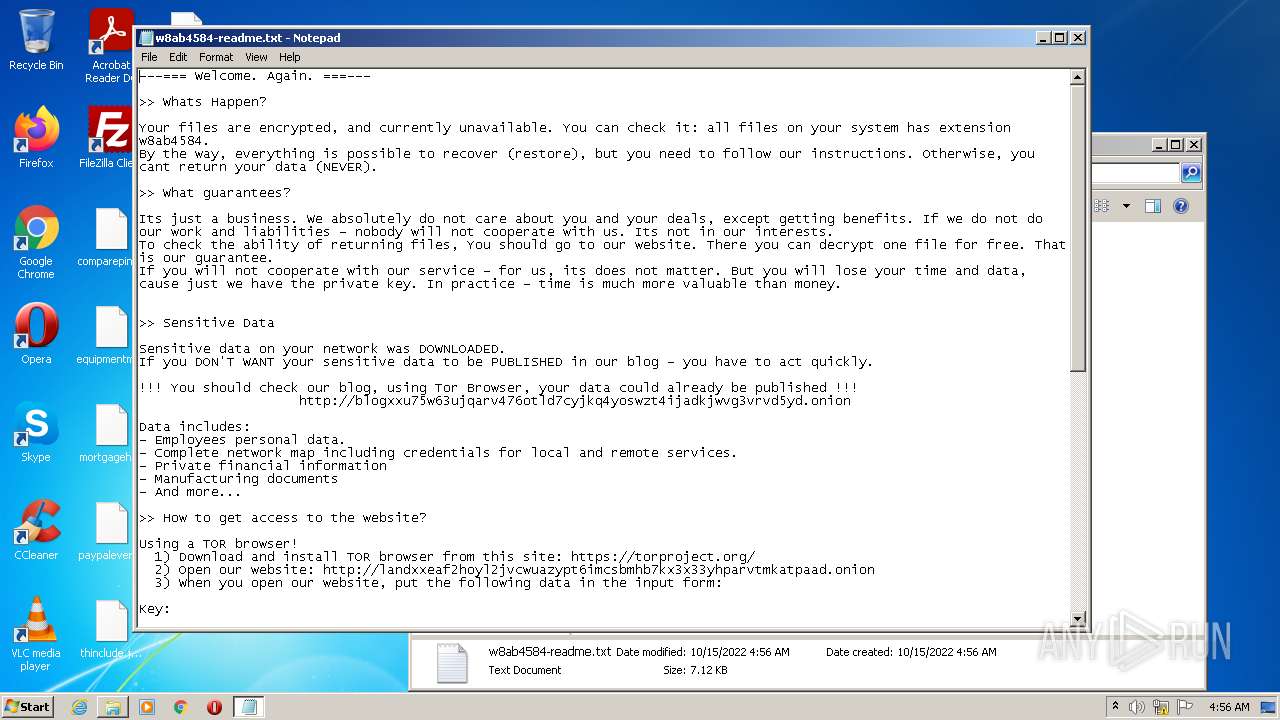 Recycle Bin
Acrobat
Reader D
Firefox
FileZilla Clie
Google
Chrome
comparepin
Opera
equipmentm
Skype
mortgageh
CCleaner
paypalever
VLC media
player
thinclude.j
w8ab4584-readme.txt - Notepad
File Edit Format View Help
---=== Welcome. Again. ===---
>> Whats Happen?
Your files are encrypted, and currently unavailable. You can check it: all files on your system has extension
w8ab4584.
By the way, everything is possible to recover (restore), but you need to follow our instructions. Otherwise, you
cant return your data (NEVER).
>> What guarantees?
Its just a business. We absolutely do not care about you and your deals, except getting benefits. If we do not do
our work and liabilities - nobody will not cooperate with us. Its not in our interests.
To check the ability of returning files, You should go to our website. There you can decrypt one file for free. That
is our guarantee.
If you will not cooperate with our service - for us, its does not matter. But you will lose your time and data,
cause just we have the private key. In practice - time is much more valuable than money.
>> Sensitive Data
Sensitive data on your network was DOWNLOADED.
If you DON'T WANT your sensitive data to be PUBLISHED in our blog - you have to act quickly.
!!! You should check our blog, using Tor Browser, your data could already be published !!!
http://blogxxu75w63ujqarv476otld7cyjkq4yoswzt4ijadkjwvg3vrvd5yd.onion
Data includes:
- Employees personal data.
- Complete network map including credentials for local and remote services.
- Private financial information
- Manufacturing documents
- And more...
>> How to get access to the website?
Using a TOR browser!
1) Download and install TOR browser from this site: https://torproject.org/
2) Open our website: http://landxxeaf2hoyl2jvcwuazypt6imcsbmhb7kx3x33yhparvtmkatpaad.onion
3) When you open our website, put the following data in the input form:
Key:
w8ab4584-readme.txt Date modified: 10/15/2022 4:56 AM Date created: 10/15/2022 4:56 AM
Text Document Size: 7.12 KB
ANY RUN
Start
4:56 AM